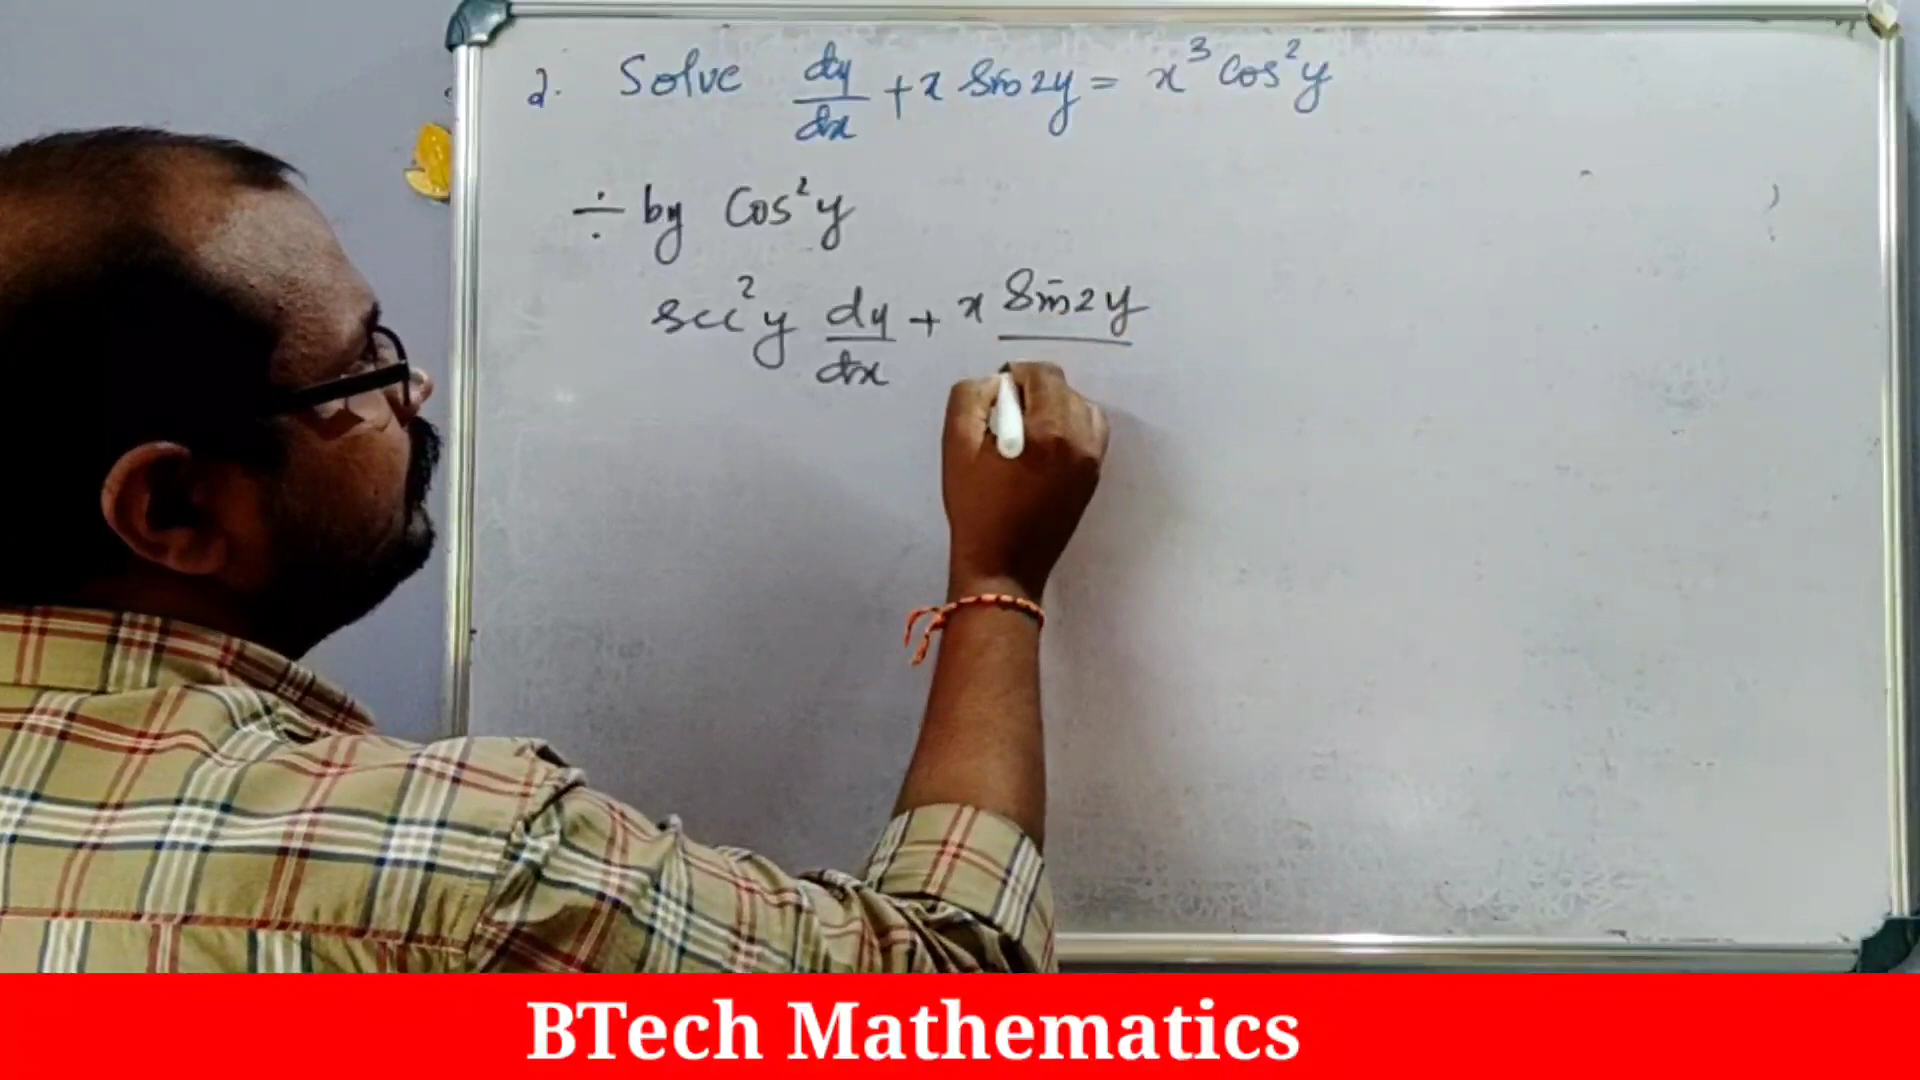 2. Solve dy/dx + x Sin2y = x³ Cos²y
÷ by Cos²y
sec²y dy/dx + x Sin2y
BTech Mathematics